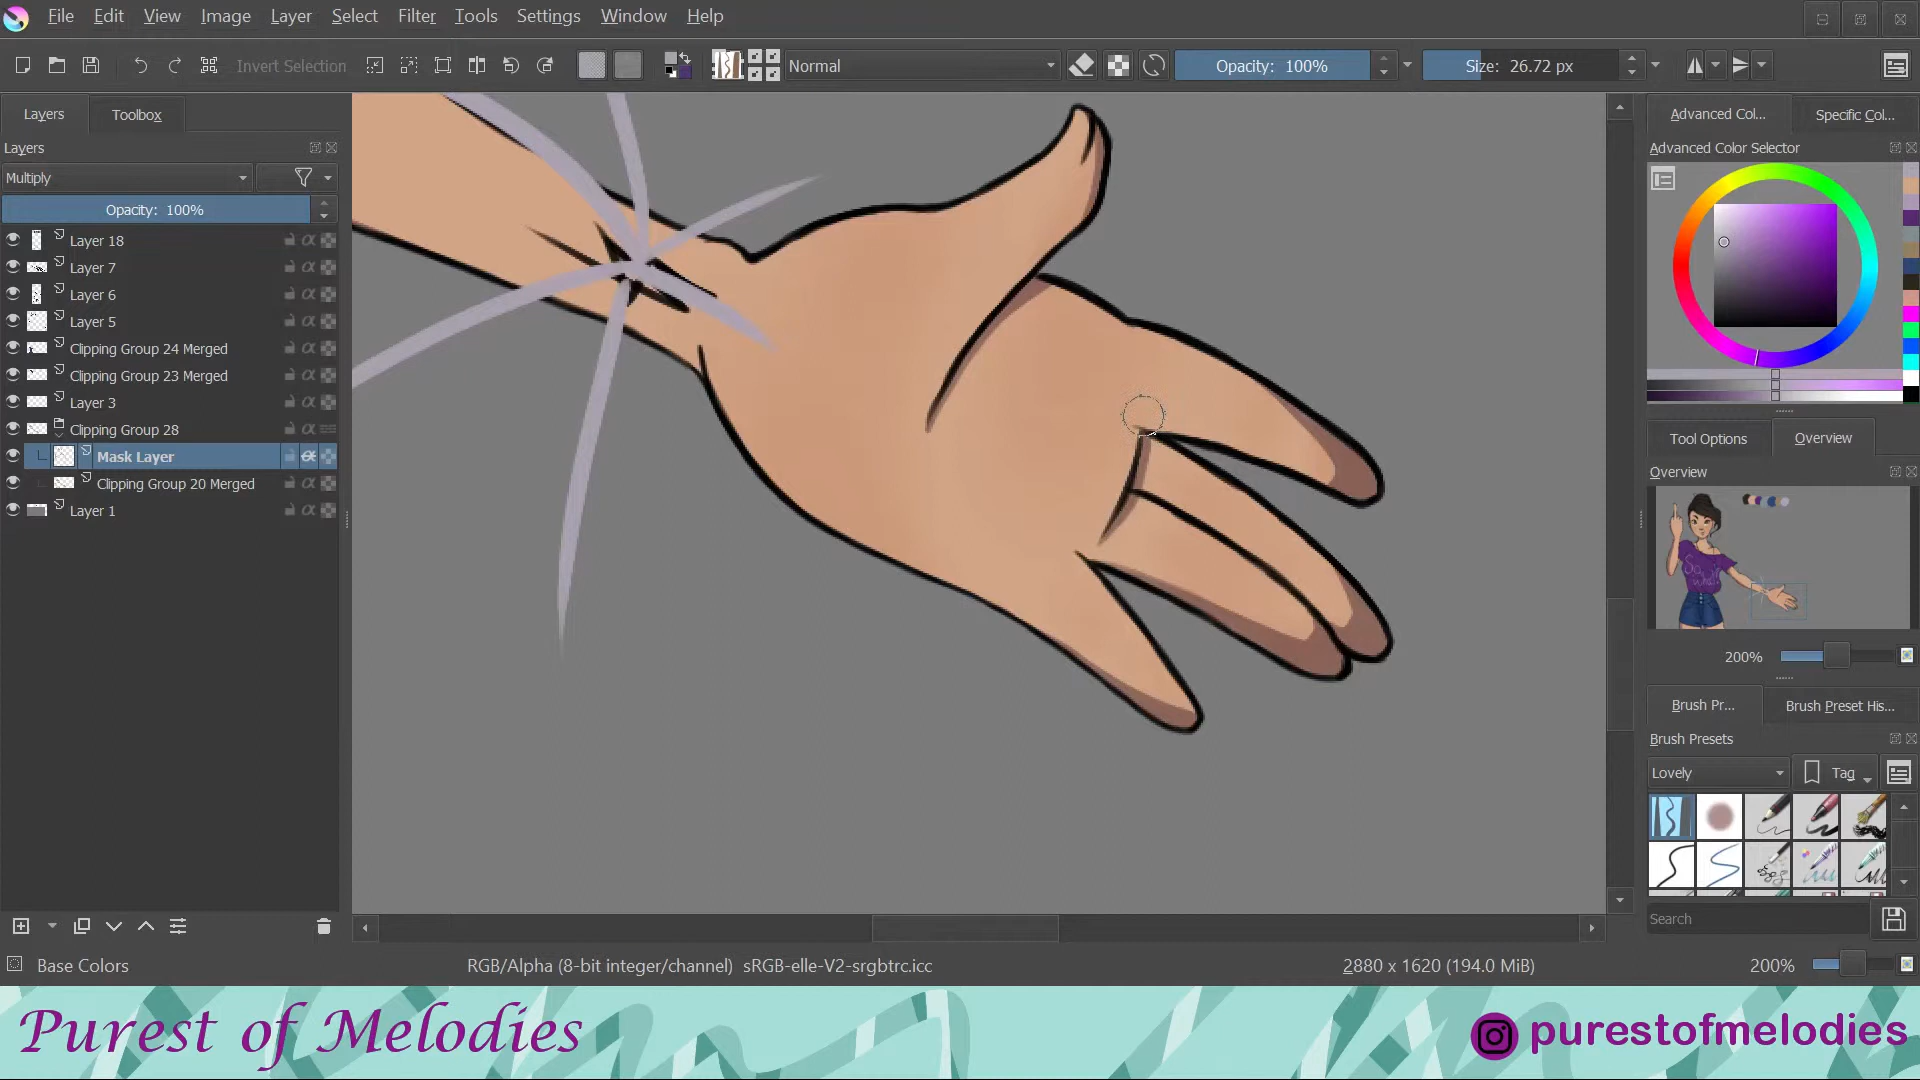 File Edit View Image Layer Select Filter Tools Settings Window Help
Invert Selection Normal Opacity: 100% Size: 26.72 px
Layers Toolbox
Layers
Multiply
Opacity: 100%
Layer 18
Layer 7
Layer 6
Layer 5
Clipping Group 24 Merged
Clipping Group 23 Merged
Layer 3
Clipping Group 28
Mask Layer
Clipping Group 20 Merged
Layer 1
Advanced Col... Specific Col...
Advanced Color Selector
Tool Options Overview
Overview
200%
Brush Pr... Brush Preset His...
Brush Presets
Lovely Tag
Search
Base Colors RGB/Alpha (8-bit integer/channel) sRGB-elle-V2-srgbtrc.icc 2880 x 1620 (194.0 MiB) 200%
Purest of Melodies purestofmelodies